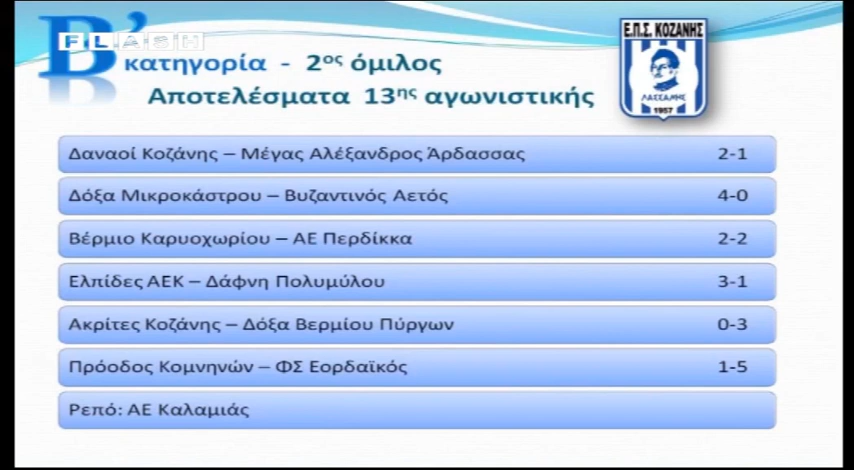 FLASH
Β' κατηγορία - 2ος όμιλος
Αποτελέσματα 13ης αγωνιστικής
Ε.Π.Σ. ΚΟΖΑΝΗΣ
ΛΑΣΣΑΝΗΣ
1957
Δαναοί Κοζάνης – Μέγας Αλέξανδρος Άρδασσας 2-1
Δόξα Μικροκάστρου – Βυζαντινός Αετός 4-0
Βέρμιο Καρυοχωρίου – ΑΕ Περδίκκα 2-2
Ελπίδες ΑΕΚ – Δάφνη Πολυμύλου 3-1
Ακρίτες Κοζάνης – Δόξα Βερμίου Πύργων 0-3
Πρόοδος Κομνηνών – ΦΣ Εορδαϊκός 1-5
Ρεπό: ΑΕ Καλαμιάς